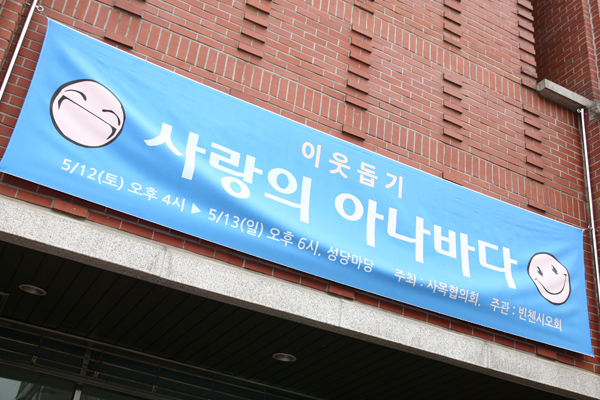 이웃돕기
사랑의 아나바다
5/12(토) 오후 4시 ▶ 5/13(일) 오후 6시. 성당마당 주최 : 사목협의회, 주관 : 빈첸시오회